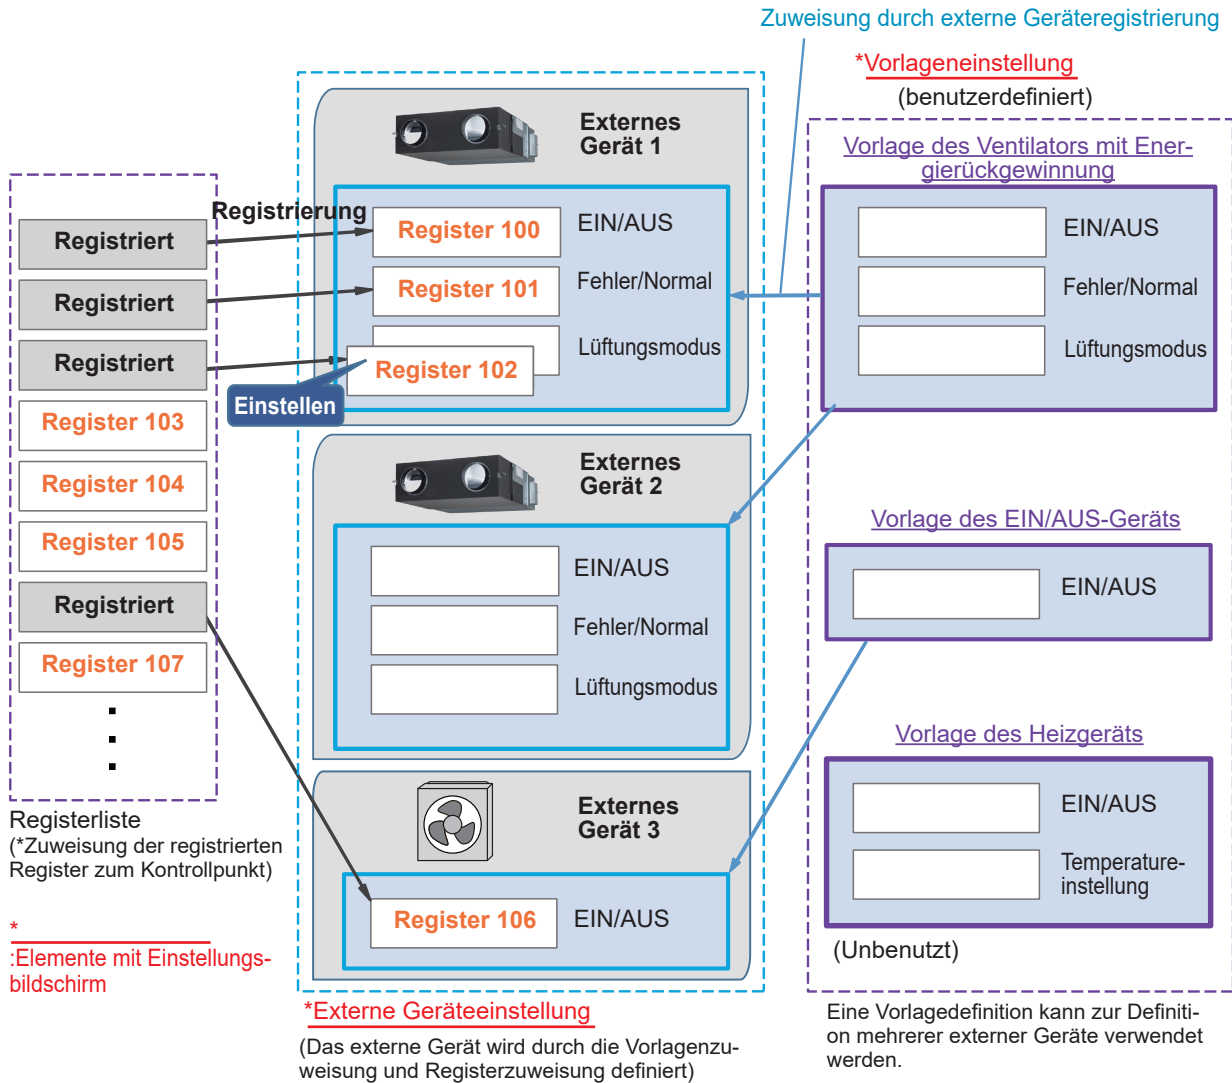 Zuweisung durch externe Geräteregistrierung
*Vorlageneinstellung
(benutzerdefiniert)
Registriert
Registriert
Registriert
Register 103
Register 104
Register 105
Registriert
Register 107
Registerliste
(*Zuweisung der registrierten
Register zum Kontrollpunkt)
*
:Elemente mit Einstellungs-
bildschirm
Registrierung
Externes
Gerät 1
Register 100
EIN/AUS
Register 101
Fehler/Normal
Lüftungsmodus
Register 102
Einstellen
Externes
Gerät 2
EIN/AUS
Fehler/Normal
Lüftungsmodus
Externes
Gerät 3
Register 106
EIN/AUS
*Externe Geräteeinstellung
(Das externe Gerät wird durch die Vorlagenzu-
weisung und Registerzuweisung definiert)
Vorlage des Ventilators mit Ener-
gierückgewinnung
EIN/AUS
Fehler/Normal
Lüftungsmodus
Vorlage des EIN/AUS-Geräts
EIN/AUS
Vorlage des Heizgeräts
EIN/AUS
Temperature-
instellung
(Unbenutzt)
Eine Vorlagedefinition kann zur Definiti-
on mehrerer externer Geräte verwendet
werden.